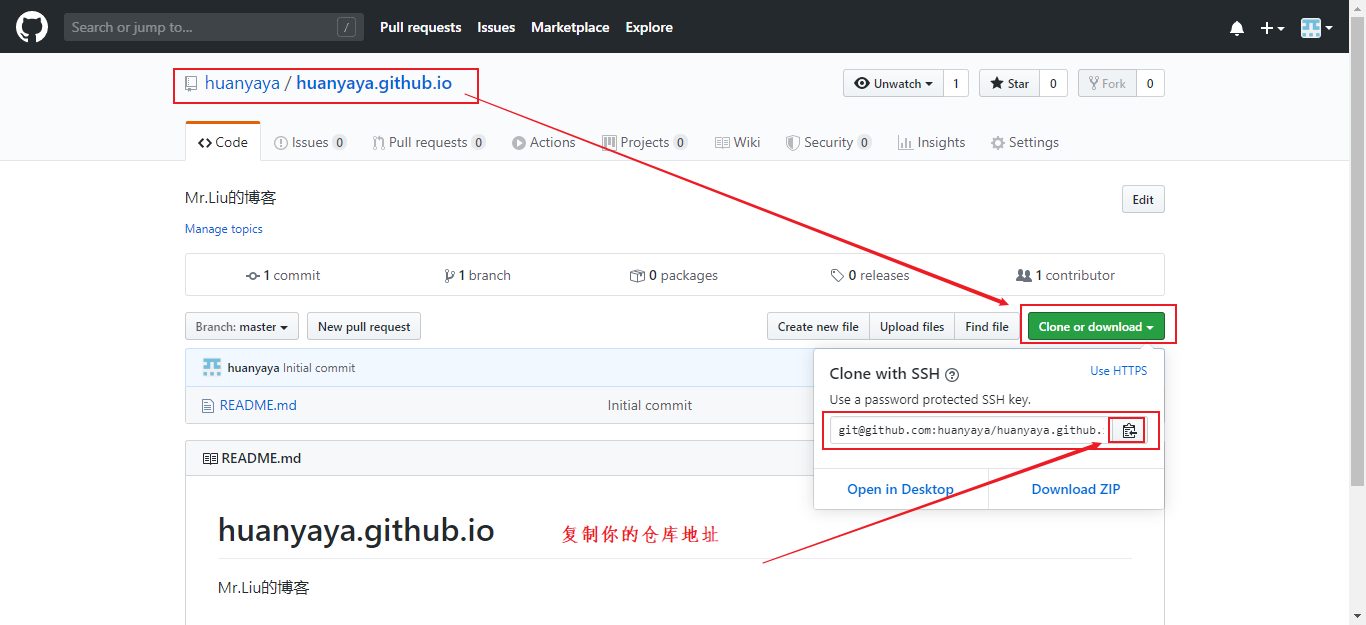 Search or jump to... /
Pull requests Issues Marketplace Explore
huanyaya / huanyaya.github.io
Unwatch 1 Star 0 Fork 0
Code Issues 0 Pull requests 0 Actions Projects 0 Wiki Security 0 Insights Settings
Mr.Liu的博客
Edit
Manage topics
1 commit 1 branch 0 packages 0 releases 1 contributor
Branch: master New pull request Create new file Upload files Find file Clone or download
huanyaya Initial commit
README.md Initial commit
Clone with SSH ? Use HTTPS
Use a password protected SSH key.
git@github.com:huanyaya/huanyaya.github.
Open in Desktop Download ZIP
README.md
huanyaya.github.io
复制你的仓库地址
Mr.Liu的博客